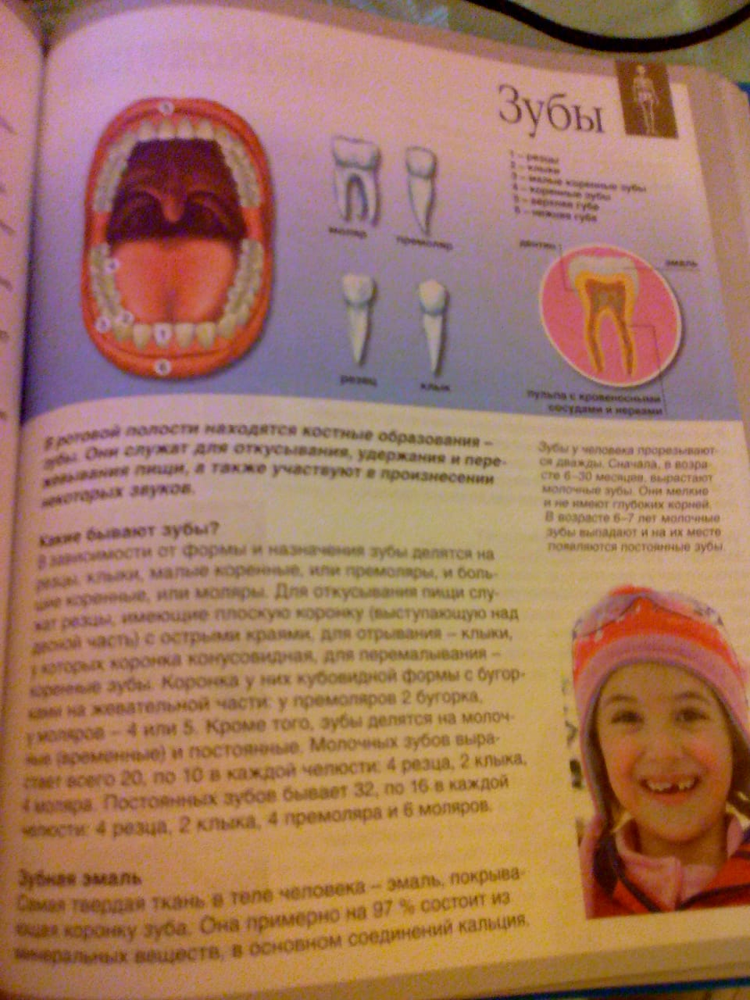 Зубы
1 – резцы
2 – клыки
3 – малые коренные зубы
4 – коренные зубы
5 – верхняя губа
6 – нижняя губа
5
4
3
2
1
6
моляр
премоляр
резец
клык
дентин
эмаль
пульпа с кровеносными
сосудами и нервами
В ротовой полости находятся костные образования –
зубы. Они служат для откусывания, удержания и пере-
жевывания пищи, а также участвуют в произнесении
некоторых звуков.
Какие бывают зубы?
В зависимости от формы и назначения зубы делятся на
резцы, клыки, малые коренные, или премоляры, и боль-
шие коренные, или моляры. Для откусывания пищи слу-
жат резцы, имеющие плоскую коронку (выступающую над
десной часть) с острыми краями, для отрывания – клыки,
у которых коронка конусовидная, для перемалывания –
коренные зубы. Коронка у них кубовидной формы с бугор-
ками на жевательной части: у премоляров 2 бугорка,
у моляров – 4 или 5. Кроме того, зубы делятся на молоч-
ные (временные) и постоянные. Молочных зубов выра-
стает всего 20, по 10 в каждой челюсти: 4 резца, 2 клыка,
4 моляра. Постоянных зубов бывает 32, по 16 в каждой
челюсти: 4 резца, 2 клыка, 4 премоляра и 6 моляров.
Зубная эмаль
Самая твердая ткань в теле человека – эмаль, покрыва-
ющая коронку зуба. Она примерно на 97 % состоит из
минеральных веществ, в основном соединений кальция.
Зубы у человека прорезывают-
ся дважды. Сначала, в возра-
сте 6–30 месяцев, вырастают
молочные зубы. Они мелкие
и не имеют глубоких корней.
В возрасте 6–7 лет молочные
зубы выпадают и на их месте
появляются постоянные зубы.